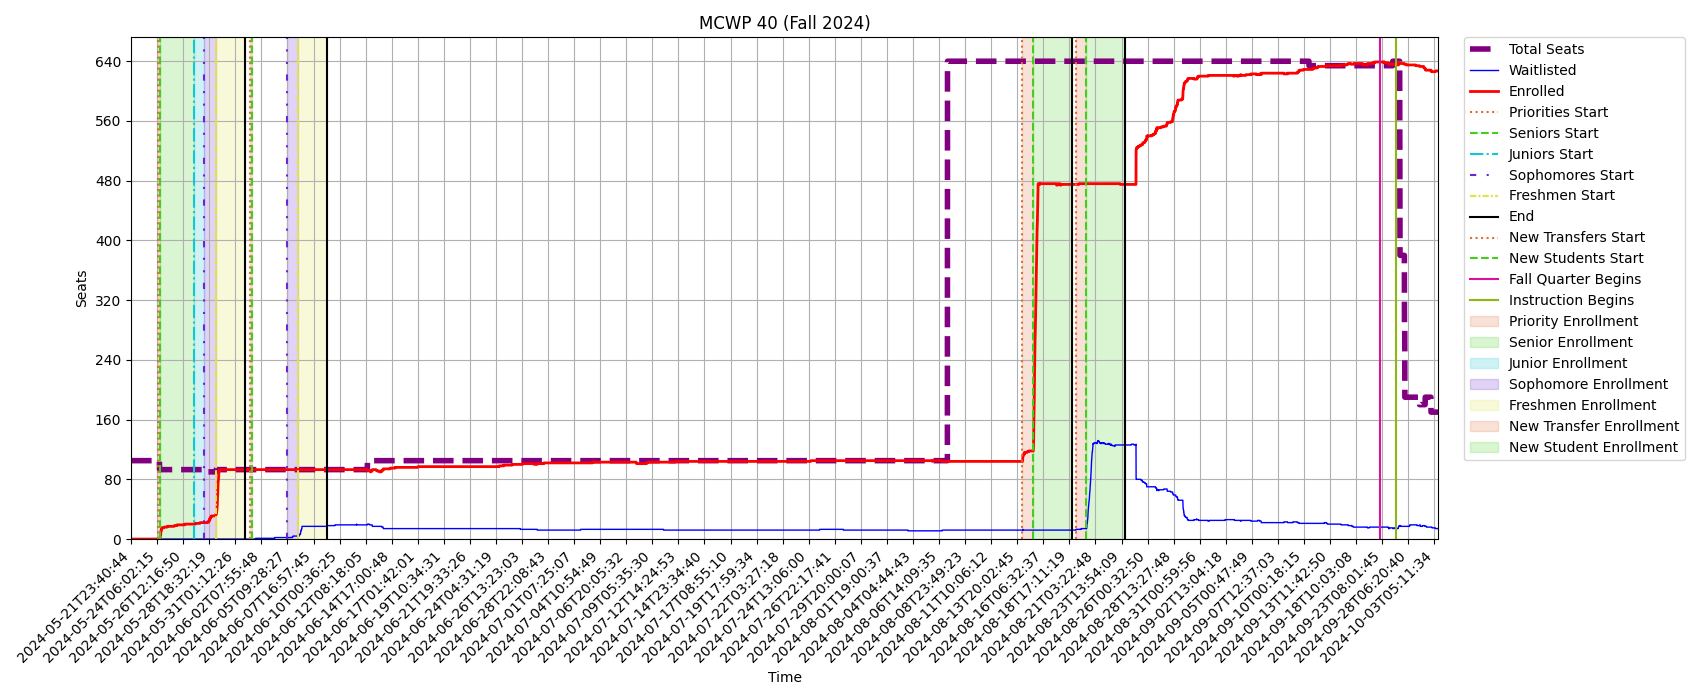 MCWP 40 (Fall 2024)
Seats
640
560
480
400
320
240
160
80
0
2024-05-21T23:40:44
2024-05-24T06:02:15
2024-05-26T12:16:50
2024-05-28T18:32:19
2024-05-31T01:12:26
2024-06-02T07:55:48
2024-06-05T09:28:27
2024-06-07T16:57:45
2024-06-10T00:36:25
2024-06-12T08:18:05
2024-06-14T17:00:48
2024-06-17T01:42:01
2024-06-19T10:34:31
2024-06-21T19:33:26
2024-06-24T04:31:19
2024-06-26T13:23:03
2024-06-28T22:08:43
2024-07-01T07:25:07
2024-07-04T10:54:49
2024-07-06T20:05:32
2024-07-09T05:35:30
2024-07-12T14:24:53
2024-07-14T23:34:40
2024-07-17T08:55:10
2024-07-19T17:59:34
2024-07-22T03:27:18
2024-07-24T13:06:00
2024-07-26T22:17:41
2024-07-29T20:00:07
2024-08-01T19:00:37
2024-08-04T04:44:43
2024-08-06T14:09:35
2024-08-08T23:49:23
2024-08-11T10:06:12
2024-08-13T20:02:45
2024-08-16T06:32:37
2024-08-18T17:11:19
2024-08-21T03:22:48
2024-08-23T13:54:09
2024-08-26T00:32:50
2024-08-28T13:27:48
2024-08-31T00:59:56
2024-09-02T13:04:18
2024-09-05T00:47:49
2024-09-07T12:37:03
2024-09-10T00:18:15
2024-09-13T11:42:50
2024-09-18T10:03:08
2024-09-23T08:01:45
2024-09-28T06:20:40
2024-10-03T05:11:34
Time
Total Seats
Waitlisted
Enrolled
Priorities Start
Seniors Start
Juniors Start
Sophomores Start
Freshmen Start
End
New Transfers Start
New Students Start
Fall Quarter Begins
Instruction Begins
Priority Enrollment
Senior Enrollment
Junior Enrollment
Sophomore Enrollment
Freshmen Enrollment
New Transfer Enrollment
New Student Enrollment